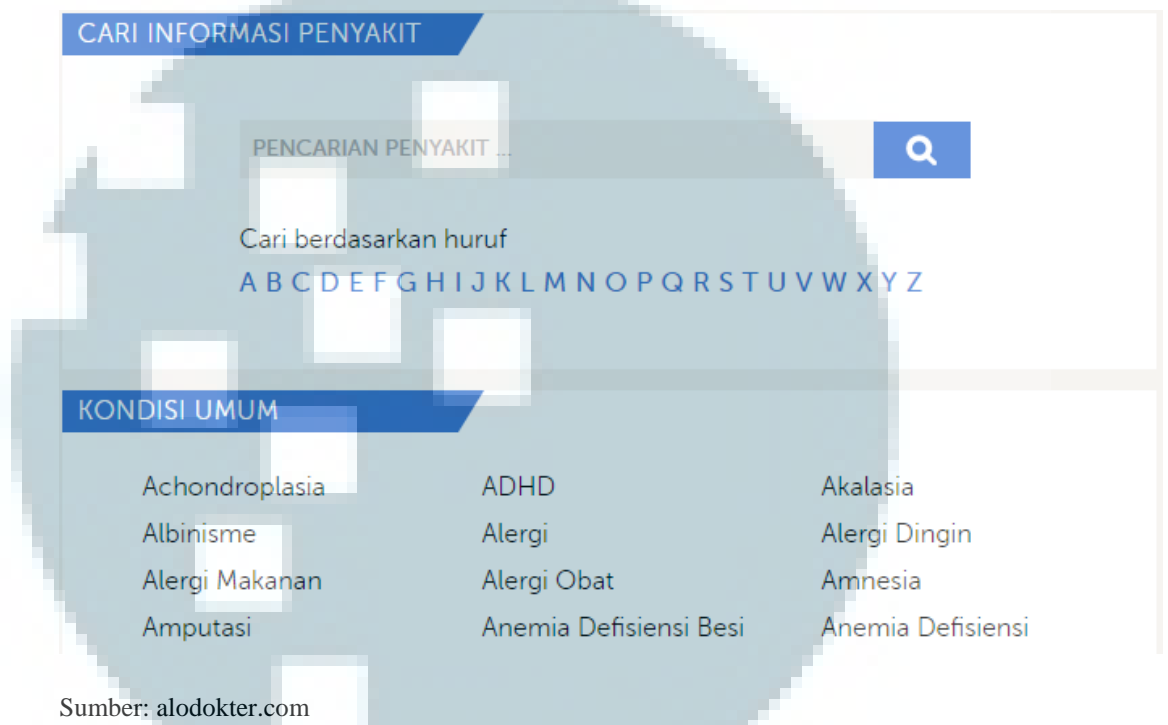 CARI INFORMASI PENYAKIT
PENCARIAN PENYAKIT ...
Cari berdasarkan huruf
A B C D E F G H I J K L M N O P Q R S T U V W X Y Z
KONDISI UMUM
Achondroplasia ADHD Akalasia
Albinisme Alergi Alergi Dingin
Alergi Makanan Alergi Obat Amnesia
Amputasi Anemia Defisiensi Besi Anemia Defisiensi
Sumber: alodokter.com